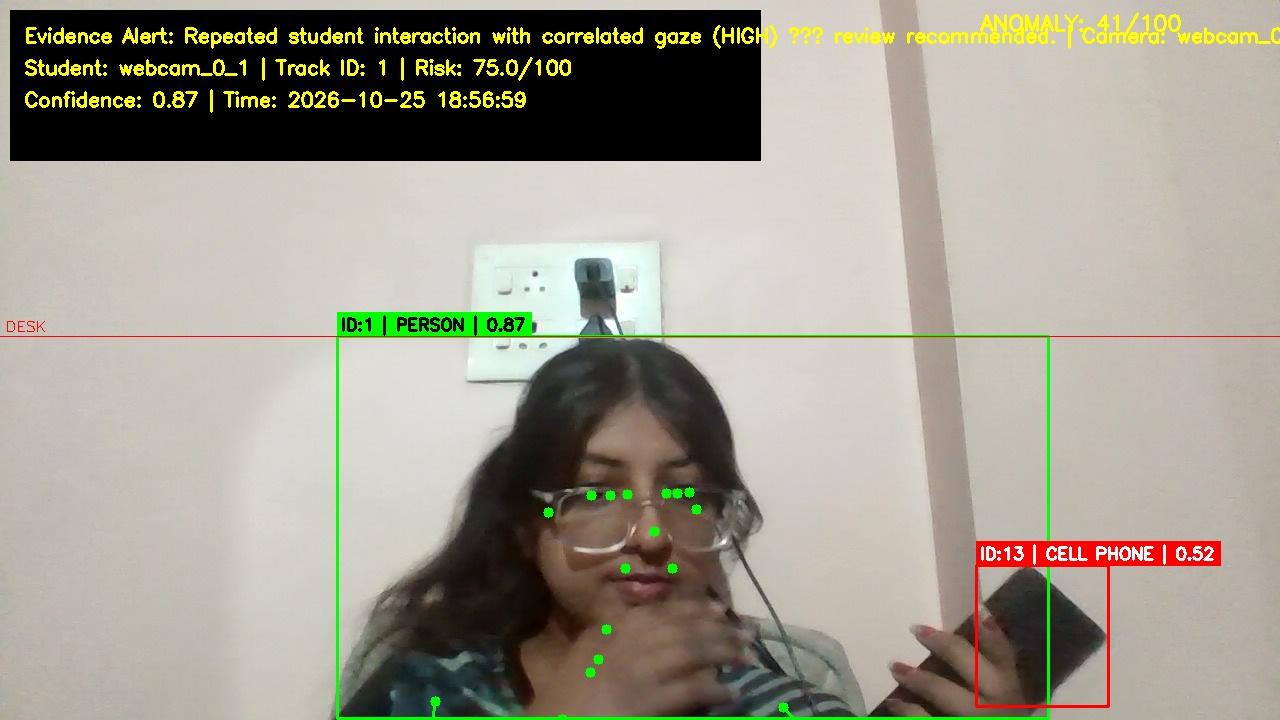 Evidence Alert: Repeated student interaction with correlated gaze (HIGH) ??? review recommended. | Camera: webcam_0
ANOMALY: 41/100
Student: webcam_0_1 | Track ID: 1 | Risk: 75.0/100
Confidence: 0.87 | Time: 2026-10-25 18:56:59
DESK
ID:1 | PERSON | 0.87
ID:13 | CELL PHONE | 0.52